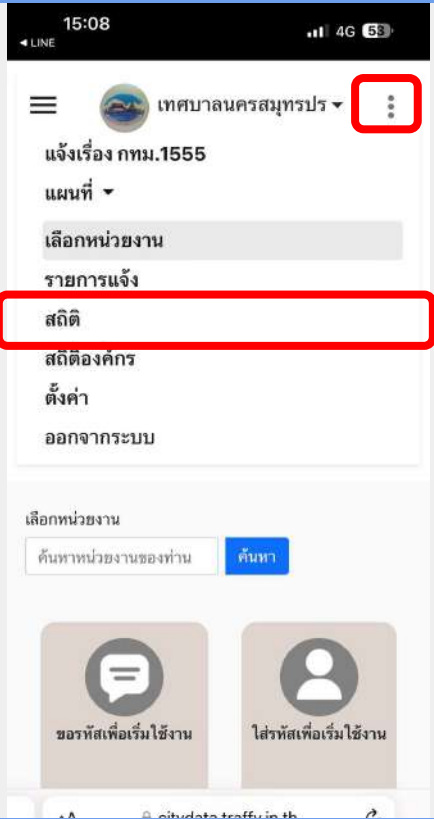 15:08
4G 53
◄ LINE
เทศบาลนครสมุทรปร
แจ้งเรื่อง กทม.1555
แผนที่
เลือกหน่วยงาน
รายการแจ้ง
สถิติ
สถิติองค์กร
ตั้งค่า
ออกจากระบบ
เลือกหน่วยงาน
ค้นหาหน่วยงานของท่าน
ค้นหา
ขอรหัสเพื่อเริ่มใช้งาน
ใส่รหัสเพื่อเริ่มใช้งาน
citydata.traffy.in.th